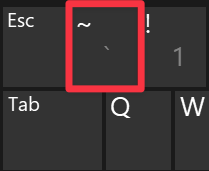 Esc ~ !
` 1
Tab Q W